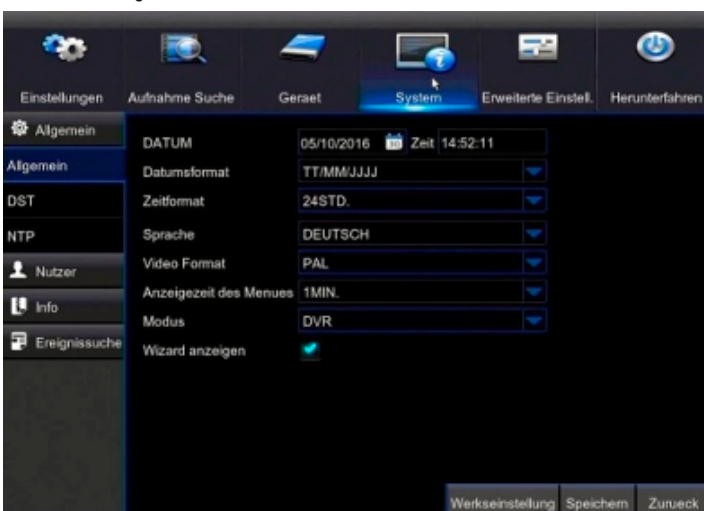 Einstellungen
Aufnahme Suche
Geraet
System
Erweiterte Einstell.
Herunterfahren
Allgemein
Allgemein
DST
NTP
Nutzer
Info
Ereignissuche
DATUM 05/10/2016 Zeit 14:52:11
Datumsformat TT/MM/JJJJ
Zeitformat 24STD.
Sprache DEUTSCH
Video Format PAL
Anzeigezeit des Menues 1MIN.
Modus DVR
Wizard anzeigen
Werkseinstellung Speichern Zurueck